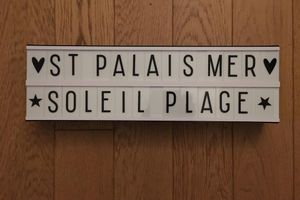 ♥ST PALAIS MER♥
★SOLEIL PLAGE★